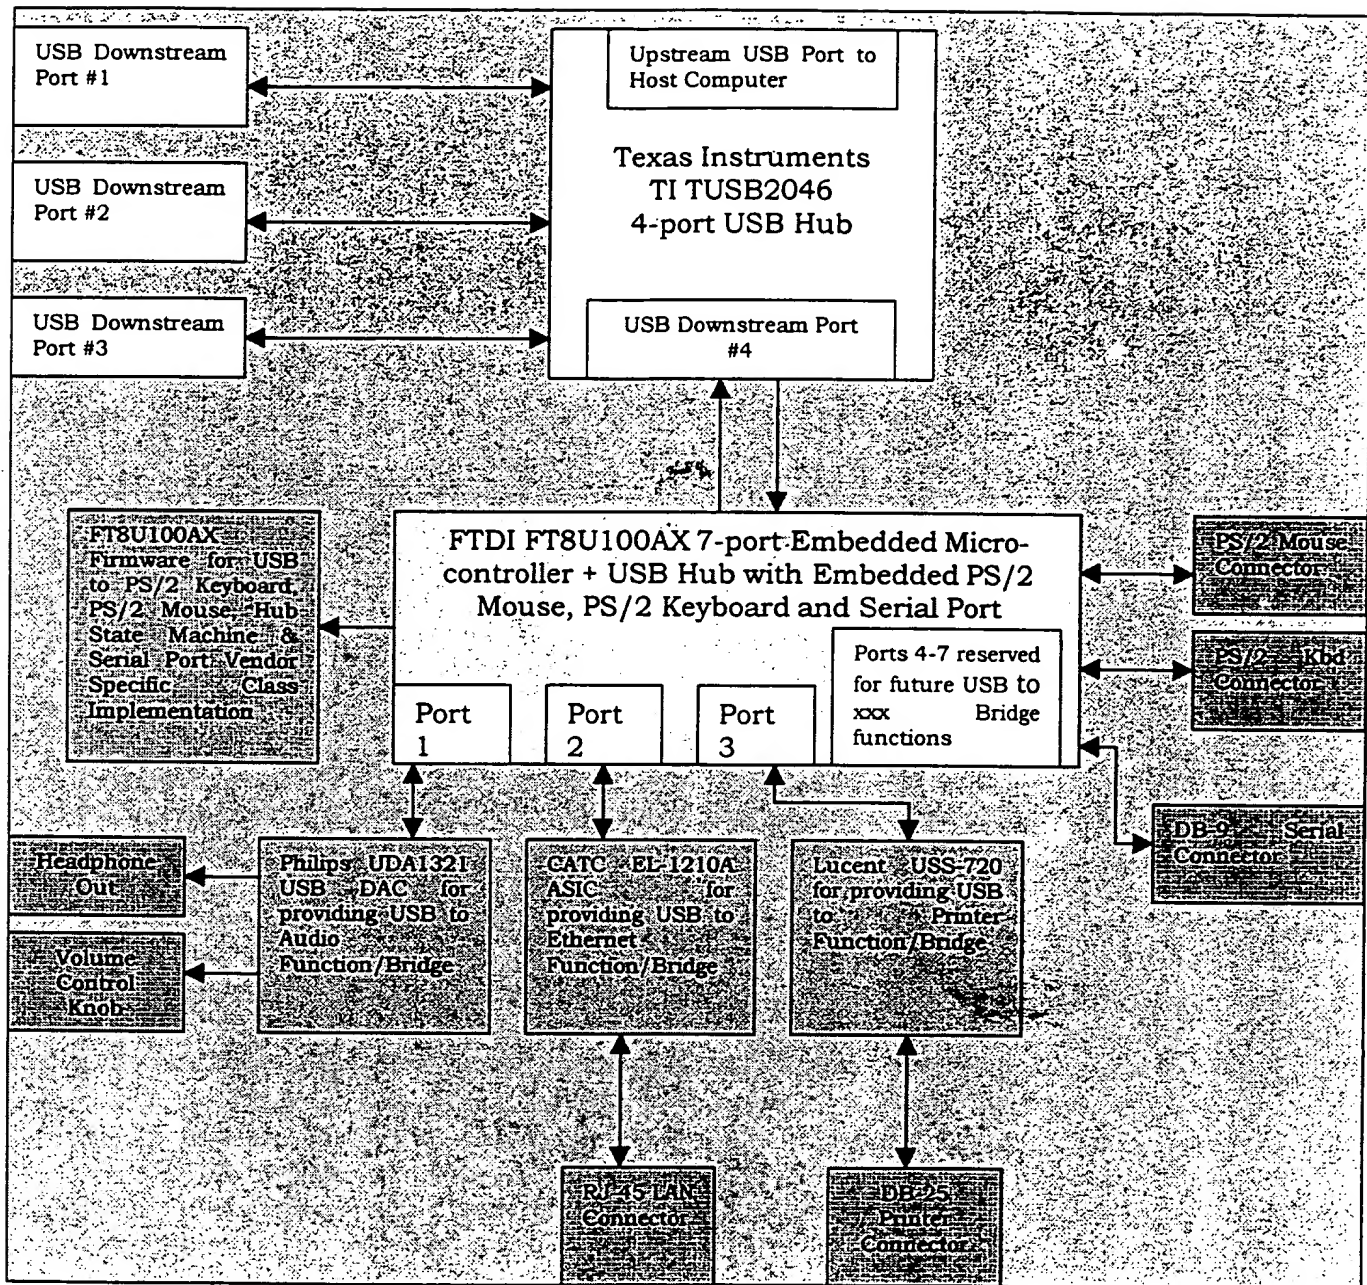 USB Downstream
Port #1
Upstream USB Port to
Host Computer
Texas Instruments
TI TUSB2046
4-port USB Hub
USB Downstream
Port #2
USB Downstream
Port #3
USB Downstream Port
#4
FT8U100AX
Firmware for USB
to PS/2 Keyboard,
PS/2 Mouse, Hub
State Machine &
Serial Port Vendor
Specific Class
Implementation
FTDI FT8U100AX 7-port Embedded Micro-
controller + USB Hub with Embedded PS/2
Mouse, PS/2 Keyboard and Serial Port
Port
1
Port
2
Port
3
Ports 4-7 reserved
for future USB to
xxx Bridge
functions
PS/2 Mouse
Connector
PS/2 Kbd
Connector
DB-9 Serial
Connector
Headphone
Out
Volume
Control
Knob
Philips UDA1321
USB DAC for
providing USB to
Audio
Function/Bridge
CATC EL-1210A
ASIC for
providing USB to
Ethernet
Function/Bridge
Lucent USS-720
for providing USB
to Printer
Function/Bridge
RJ-45 LAN
Connector
DB-25
Printer
Connector